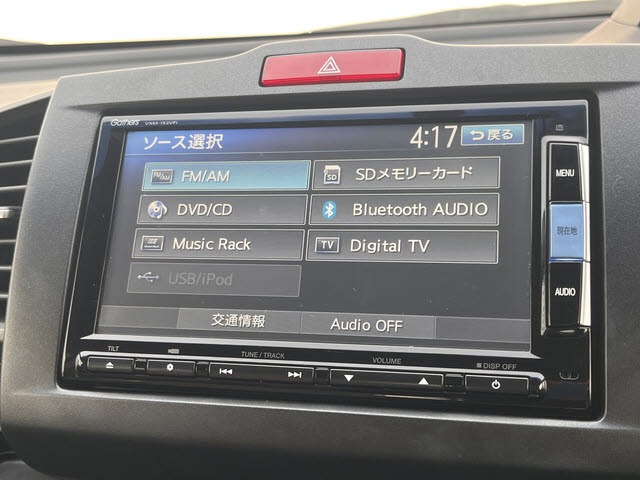 Gathers
ソース選択
4:17
戻る
FM/AM
SDメモリーカード
DVD/CD
Bluetooth AUDIO
Music Rack
TV
Digital TV
USB/iPod
交通情報
Audio OFF
MENU
現在地
AUDIO
TILT
TUNE / TRACK
VOLUME
DISP OFF